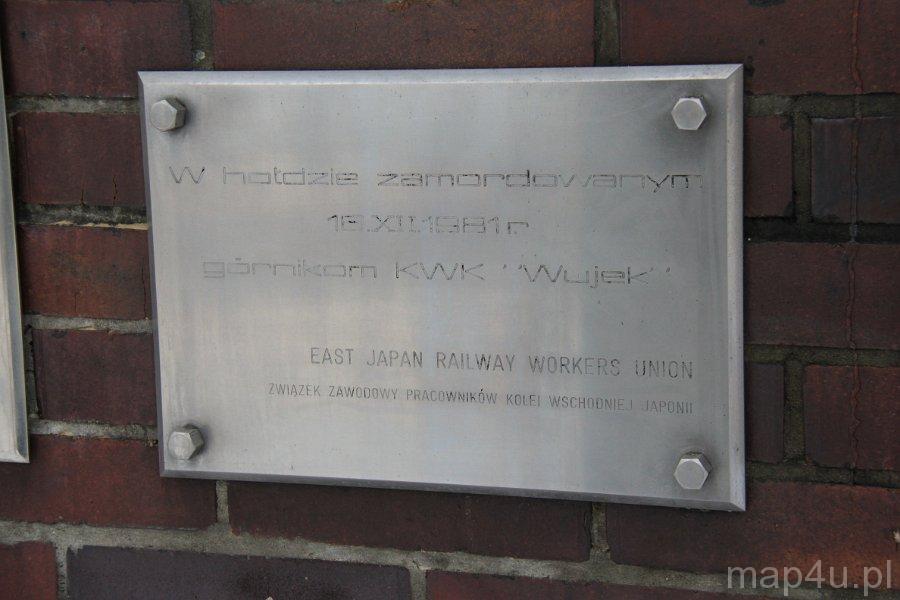 W hołdzie zamordowanym
16.XII.1981 r.
górnikom KWK "Wujek"
EAST JAPAN RAILWAY WORKERS UNION
ZWIĄZEK ZAWODOWY PRACOWNIKÓW KOLEI WSCHODNIEJ JAPONII
map4u.pl